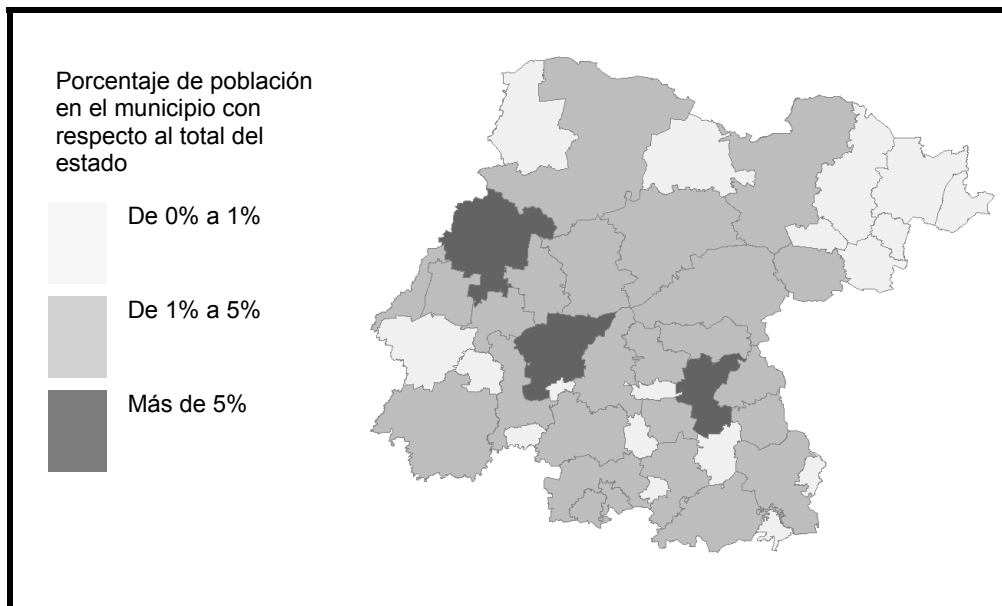 Porcentaje de población
en el municipio con
respecto al total del
estado
De 0% a 1%
De 1% a 5%
Más de 5%